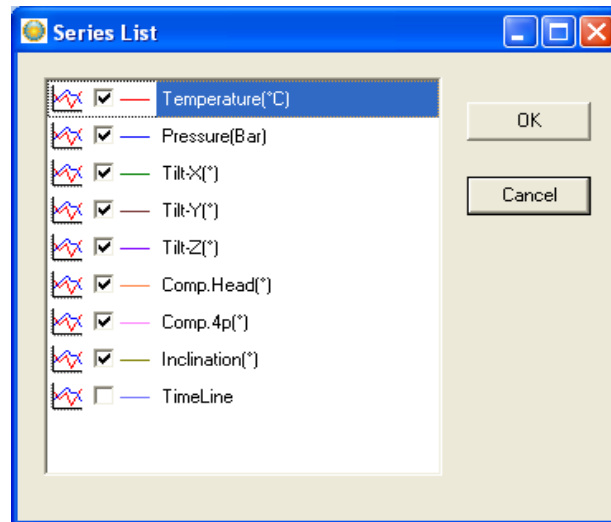 Series List
Temperature(°C)
Pressure(Bar)
Tilt-X(°)
Tilt-Y(°)
Tilt-Z(°)
Comp.Head(°)
Comp.4p(°)
Inclination(°)
TimeLine
OK
Cancel